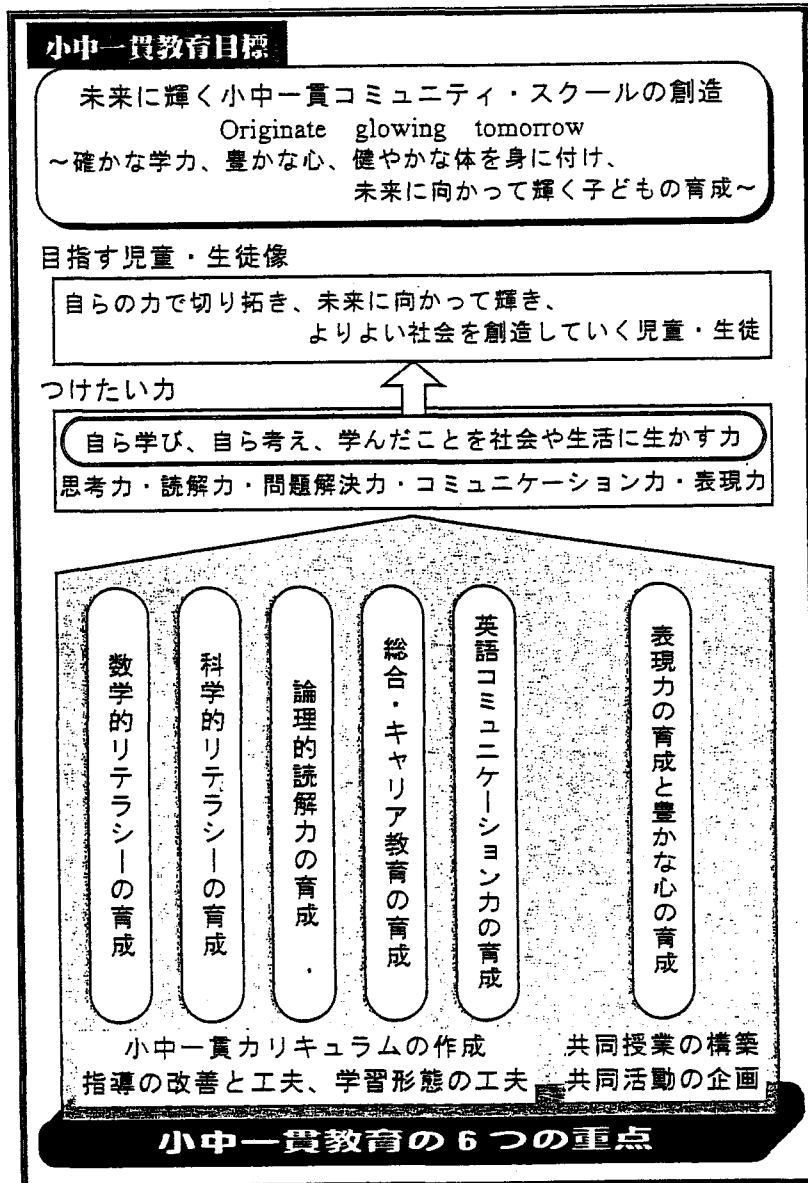 小中一貫教育目標
未来に輝く小中一貫コミュニティ・スクールの創造
Originate glowing tomorrow
～確かな学力、豊かな心、健やかな体を身に付け、
未来に向かって輝く子どもの育成～
目指す児童・生徒像
自らの力で切り拓き、未来に向かって輝き、
よりよい社会を創造していく児童・生徒
つけたい力
自ら学び、自ら考え、学んだことを社会や生活に生かす力
思考力・読解力・問題解決力・コミュニケーション力・表現力
数学的リテラシーの育成
科学的リテラシーの育成
論理的読解力の育成
総合・キャリア教育の育成
英語コミュニケーション力の育成
表現力の育成と豊かな心の育成
小中一貫カリキュラムの作成
指導の改善と工夫、学習形態の工夫
共同授業の構築
共同活動の企画
小中一貫教育の6つの重点